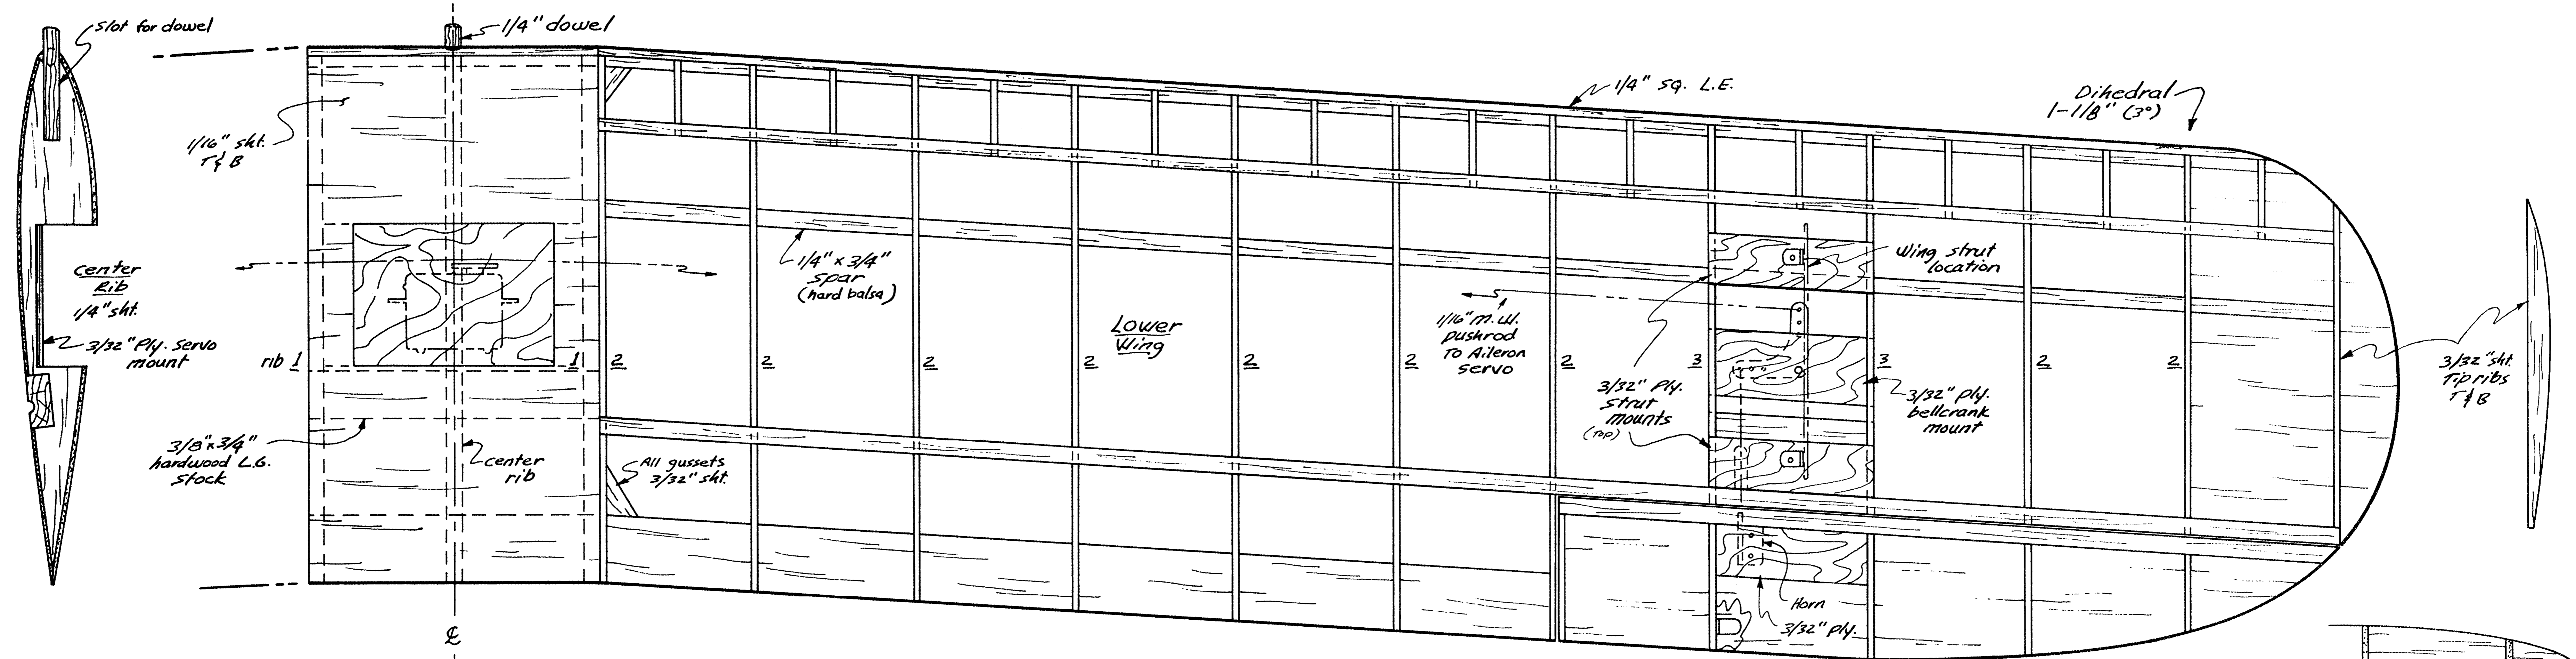 Slot for dowel
1/4" dowel
1/4" SQ. L.E.
Dihedral
1-1/8" (3°)
1/16" sht.
T & B
Center
Rib
1/4" sht.
3/32" Ply. Servo
mount
1/4" x 3/4"
Spar
(hard balsa)
Lower
Wing
1/16" M.W.
pushrod
To Aileron
servo
Wing strut
location
rib 1
1
2
2
2
2
2
2
2
3
3
2
2
3/32" Ply.
Strut
mounts
(Top)
3/32" Ply.
bellcrank
mount
3/32" sht.
Tip ribs
T & B
3/8" x 3/4"
hardwood L.G.
Stock
center
rib
All gussets
3/32" sht.
Horn
3/32" Ply.
℄